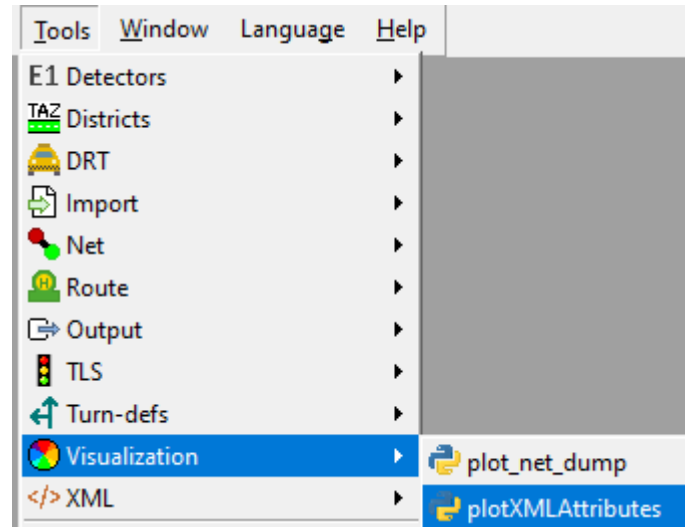 Tools Window Language Help
E1 Detectors
TAZ Districts
DRT
Import
Net
H Route
Output
TLS
Turn-defs
Visualization plot_net_dump
</> XML plotXMLAttributes